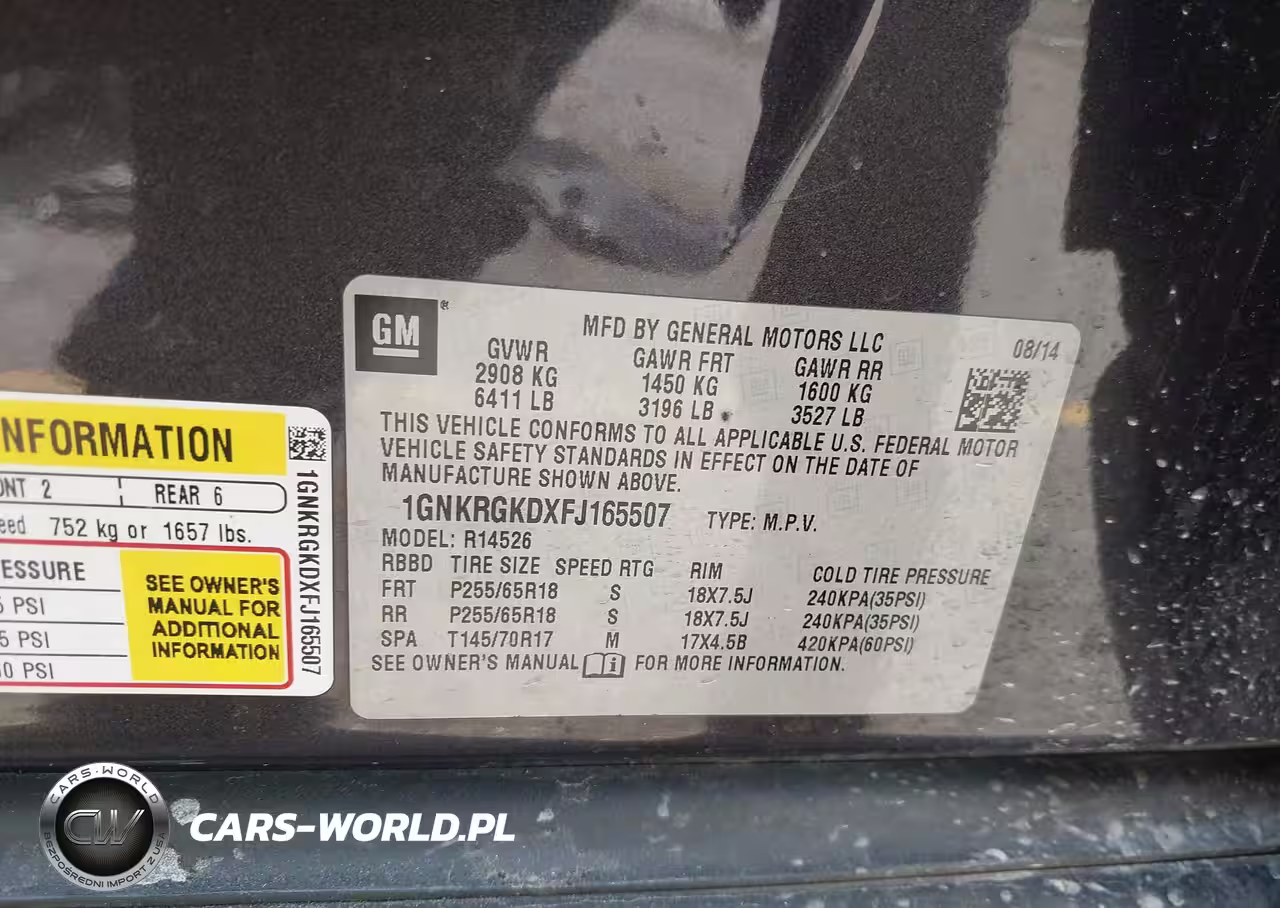 GM
MFD BY GENERAL MOTORS LLC
08/14
GVWR GAWR FRT GAWR RR
2908 KG 1450 KG 1600 KG
6411 LB 3196 LB 3527 LB
THIS VEHICLE CONFORMS TO ALL APPLICABLE U.S. FEDERAL MOTOR
VEHICLE SAFETY STANDARDS IN EFFECT ON THE DATE OF
MANUFACTURE SHOWN ABOVE.
1GNKRGKDXFJ165507 TYPE: M.P.V.
MODEL: R14526
RBBD TIRE SIZE SPEED RTG RIM COLD TIRE PRESSURE
FRT P255/65R18 S 18X7.5J 240KPA(35PSI)
RR P255/65R18 S 18X7.5J 240KPA(35PSI)
SPA T145/70R17 M 17X4.5B 420KPA(60PSI)
SEE OWNER'S MANUAL FOR MORE INFORMATION.
NFORMATION
ONT 2 REAR 6
eed 752 kg or 1657 lbs.
ESSURE
5 PSI
5 PSI
0 PSI
SEE OWNER'S
MANUAL FOR
ADDITIONAL
INFORMATION
1GNKRGKDXFJ165507
CARS-WORLD
CW
BEZPOŚREDNI IMPORT Z USA
CARS-WORLD.PL